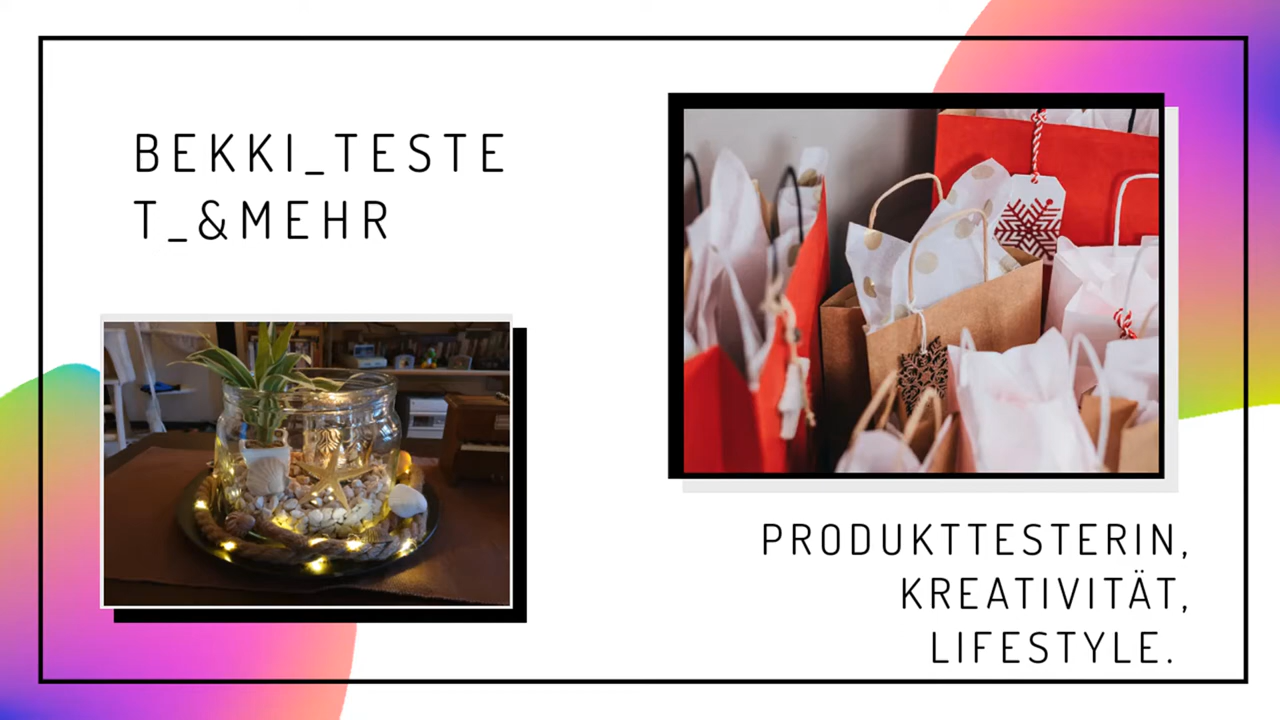 BEKKI_TESTE
T_&MEHR
PRODUKTTESTERIN,
KREATIVITÄT,
LIFESTYLE.